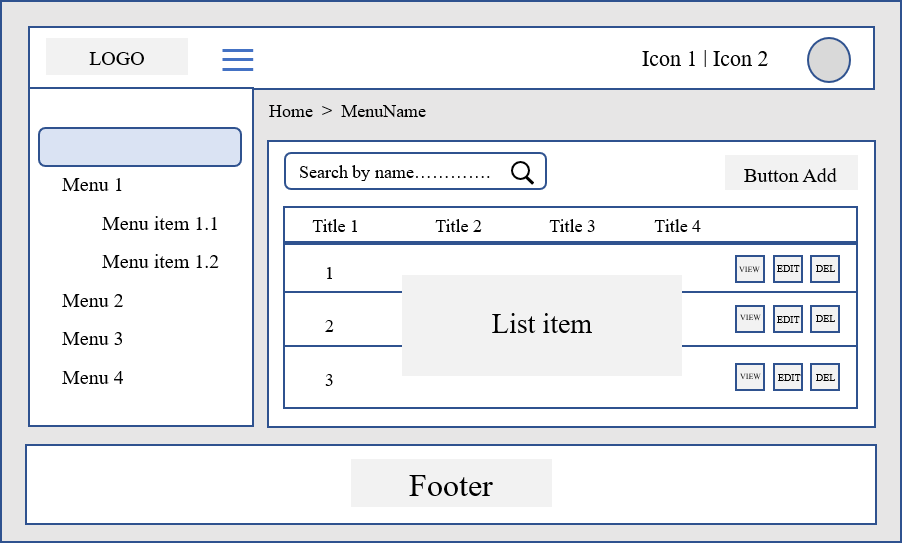 LOGO
Icon 1 | Icon 2
Home > MenuName
Menu 1
Menu item 1.1
Menu item 1.2
Menu 2
Menu 3
Menu 4
Search by name………….
Button Add
Title 1 Title 2 Title 3 Title 4
1 VIEW EDIT DEL
List item
2 VIEW EDIT DEL
3 VIEW EDIT DEL
Footer